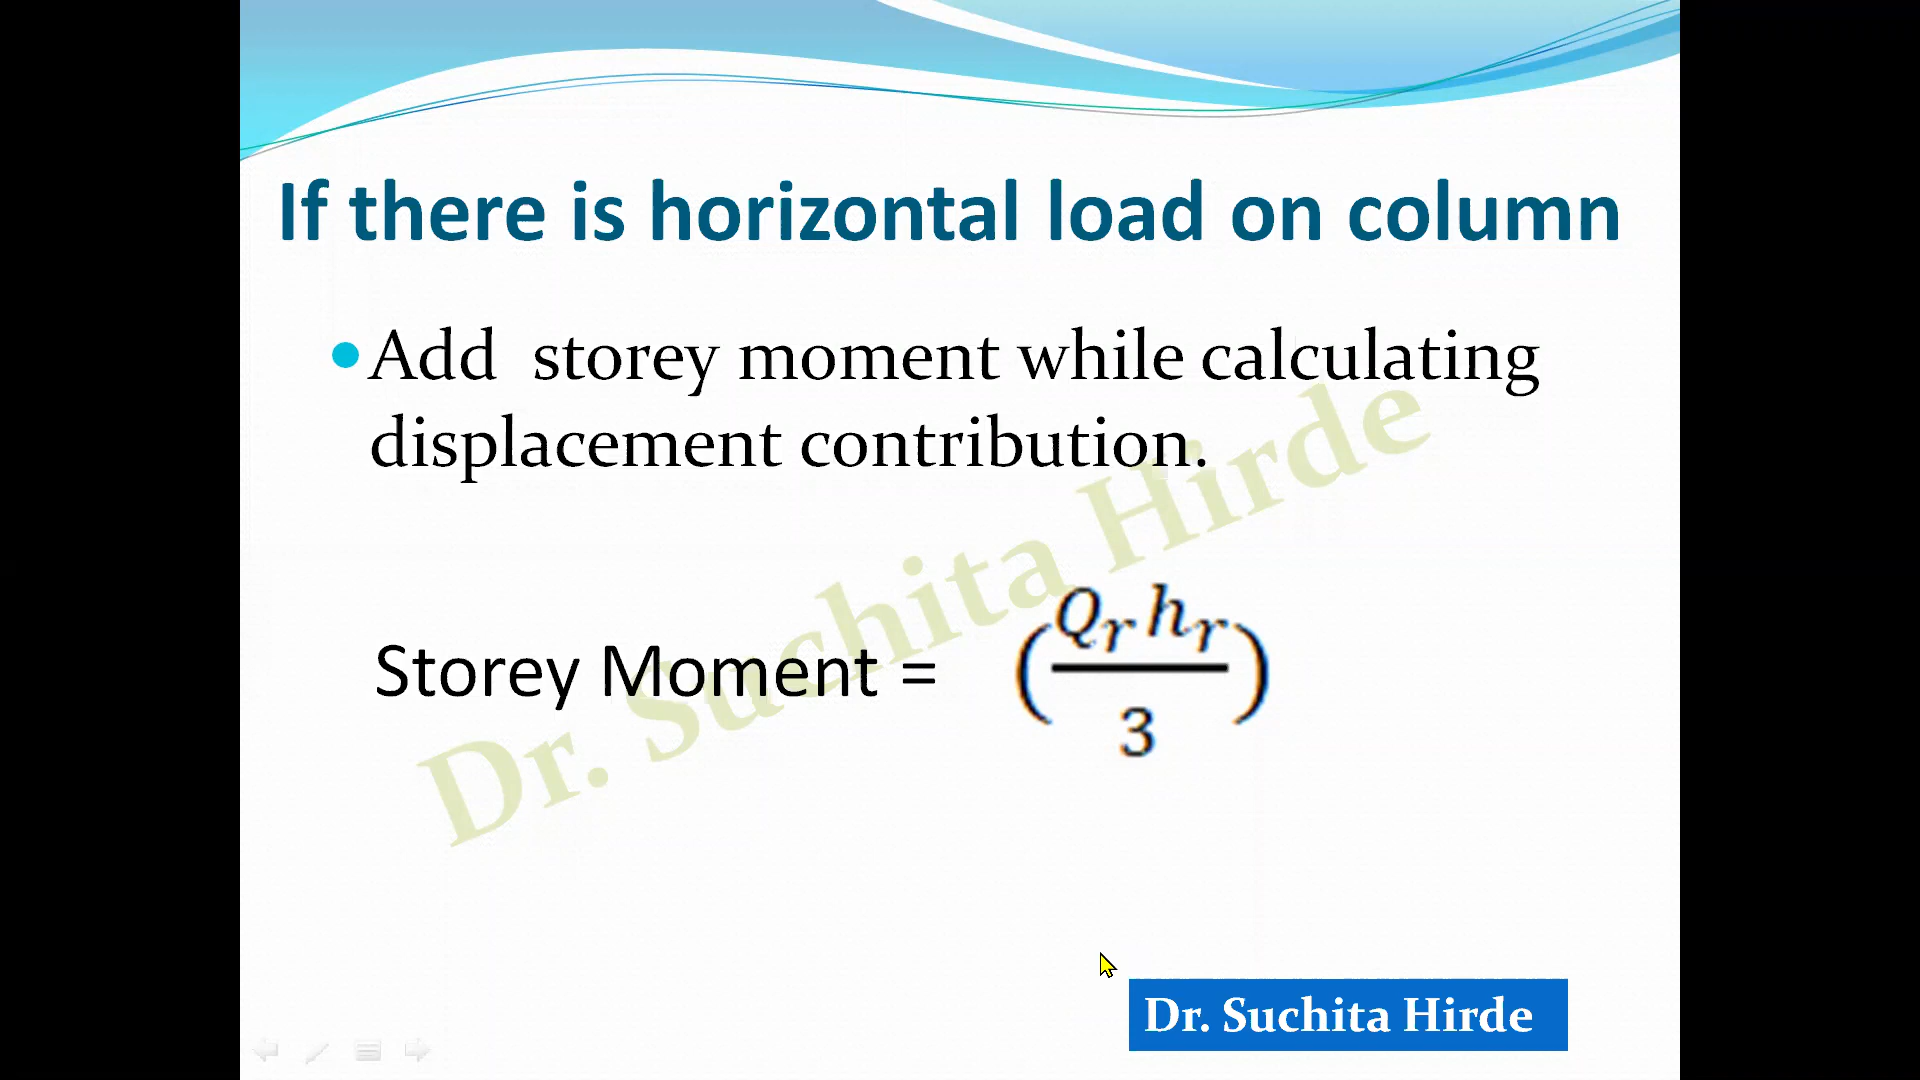 If there is horizontal load on column
•Add storey moment while calculating
displacement contribution.
Storey Moment = (Qr hr / 3)
Dr. Suchita Hirde
Dr. Suchita Hirde